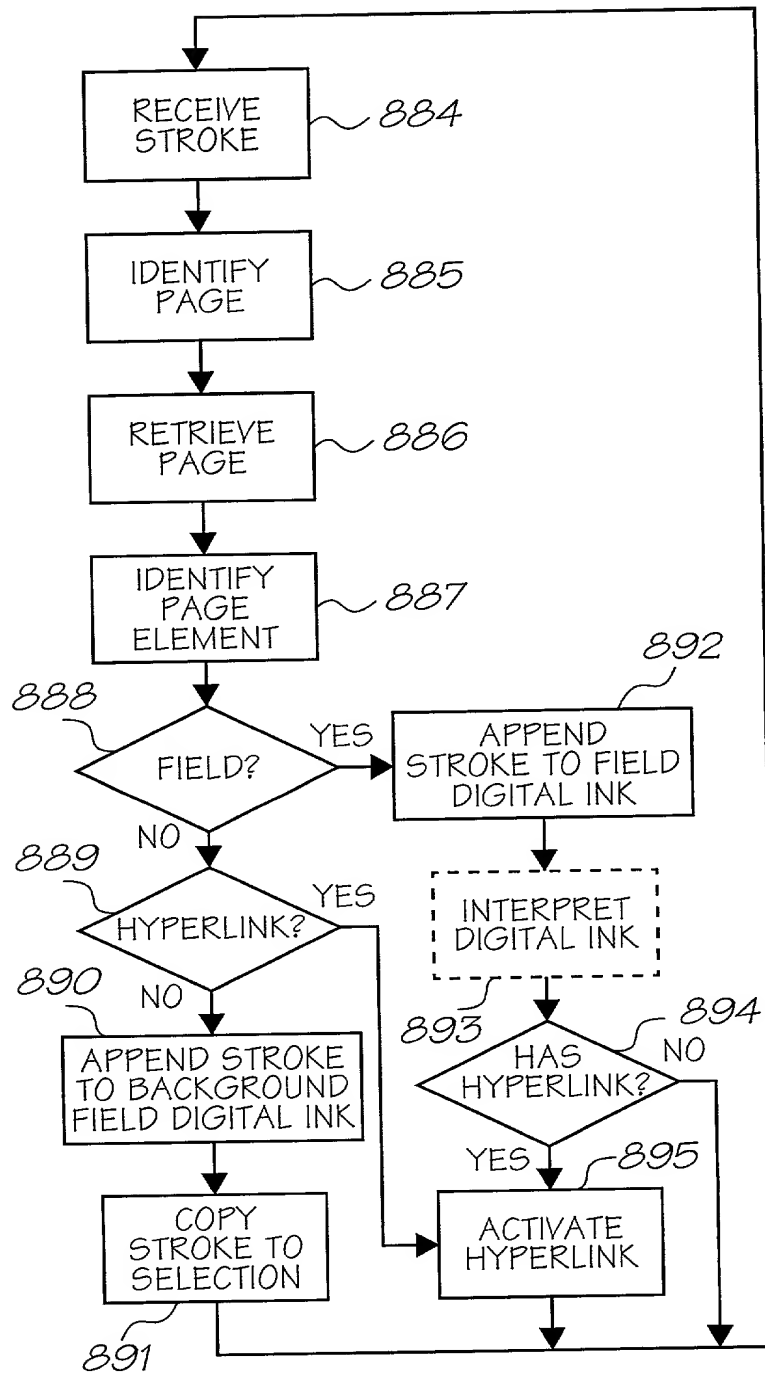 RECEIVE
STROKE
884
IDENTIFY
PAGE
885
RETRIEVE
PAGE
886
IDENTIFY
PAGE
ELEMENT
887
888
FIELD?
YES
NO
892
APPEND
STROKE TO FIELD
DIGITAL INK
889
HYPERLINK?
YES
NO
INTERPRET
DIGITAL INK
893
890
APPEND STROKE
TO BACKGROUND
FIELD DIGITAL INK
894
HAS
HYPERLINK?
NO
YES
895
COPY
STROKE TO
SELECTION
891
ACTIVATE
HYPERLINK